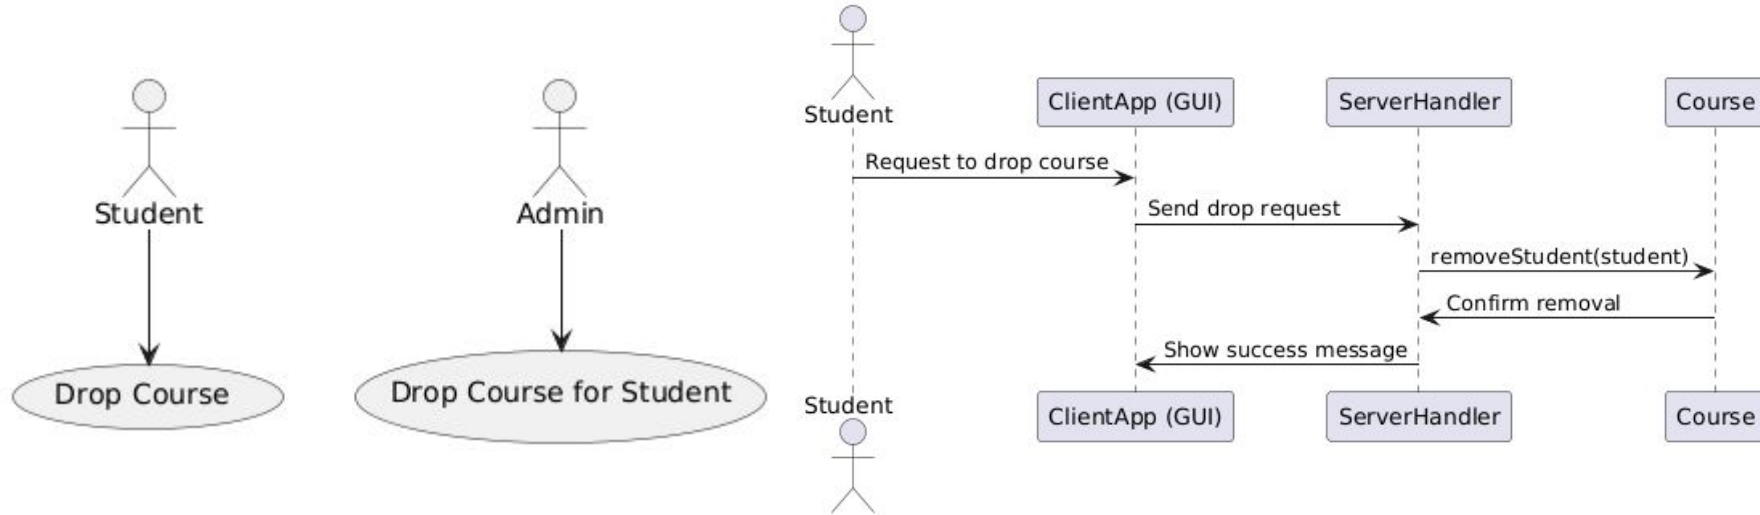 Student
Drop Course
Admin
Drop Course for Student
Student
ClientApp (GUI)
ServerHandler
Course
Request to drop course
Send drop request
removeStudent(student)
Confirm removal
Show success message
Student
ClientApp (GUI)
ServerHandler
Course